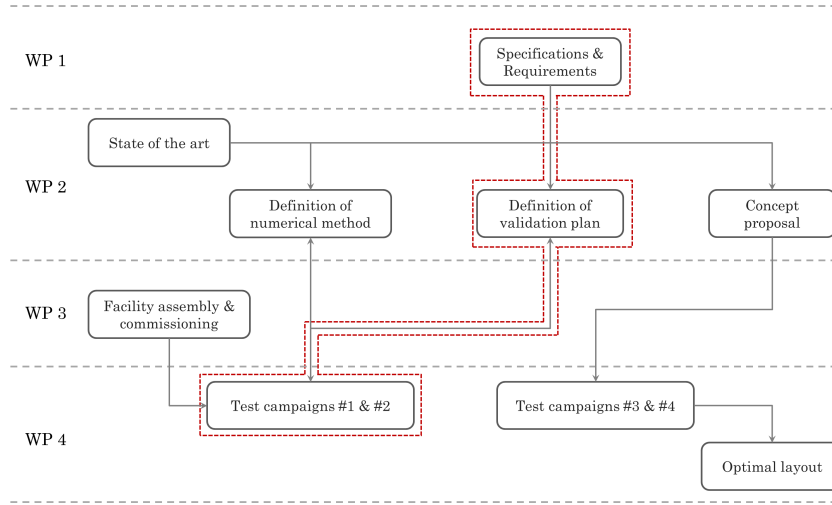 WP 1
Specifications &
Requirements
State of the art
WP 2
Definition of
numerical method
Definition of
validation plan
Concept
proposal
WP 3
Facility assembly &
commissioning
Test campaigns #1 & #2
Test campaigns #3 & #4
WP 4
Optimal layout